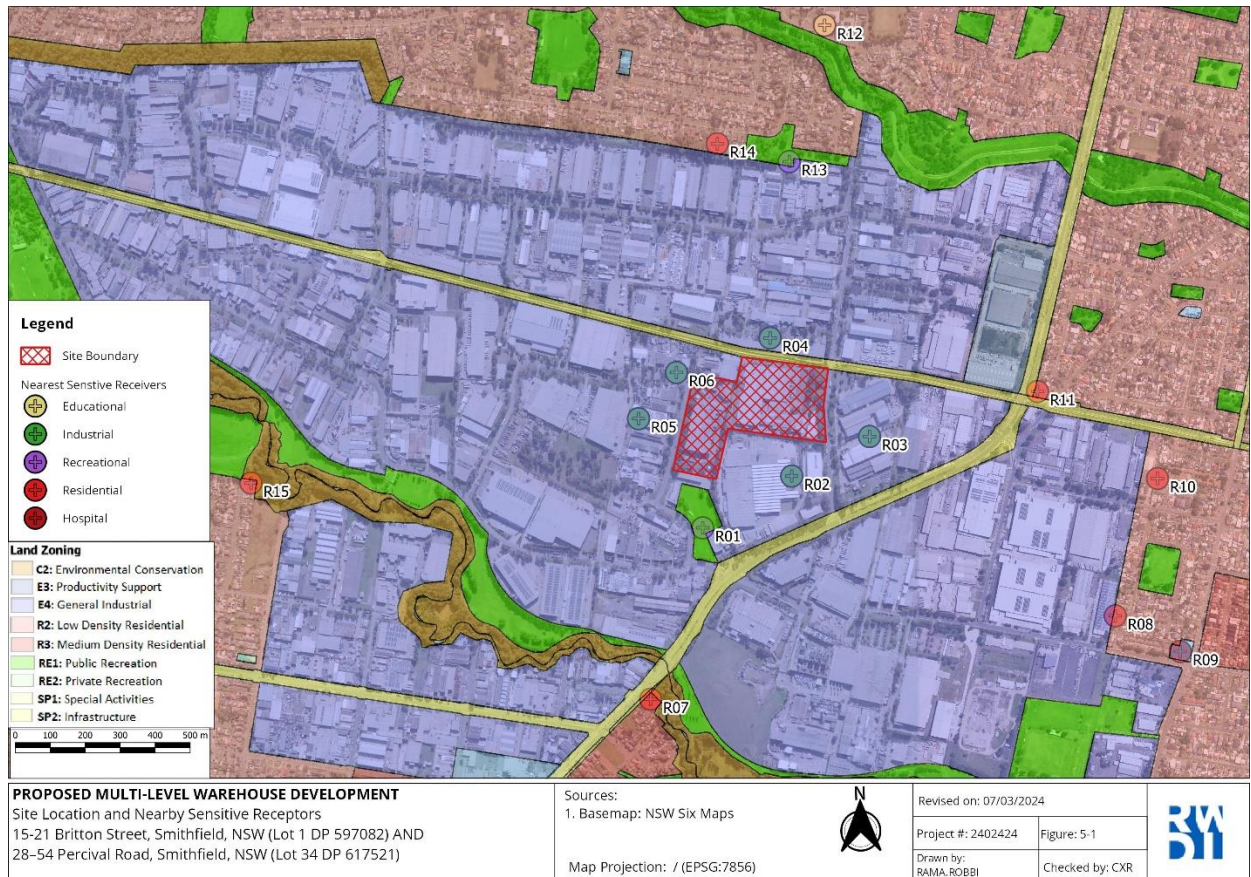 R12
R14
R13
R04
R06
R05
R03
R02
R01
R11
R10
R15
R08
R09
R07
Legend
Site Boundary
Nearest Senstive Receivers
Educational
Industrial
Recreational
Residential
Hospital
Land Zoning
C2: Environmental Conservation
E3: Productivity Support
E4: General Industrial
R2: Low Density Residential
R3: Medium Density Residential
RE1: Public Recreation
RE2: Private Recreation
SP1: Special Activities
SP2: Infrastructure
0 100 200 300 400 500 m
PROPOSED MULTI-LEVEL WAREHOUSE DEVELOPMENT
Site Location and Nearby Sensitive Receptors
15-21 Britton Street, Smithfield, NSW (Lot 1 DP 597082) AND
28–54 Percival Road, Smithfield, NSW (Lot 34 DP 617521)
Sources:
1. Basemap: NSW Six Maps
Map Projection: / (EPSG:7856)
N
Revised on: 07/03/2024
Project #: 2402424
Figure: 5-1
Drawn by:
RAMA.ROBBI
Checked by: CXR
RWDI